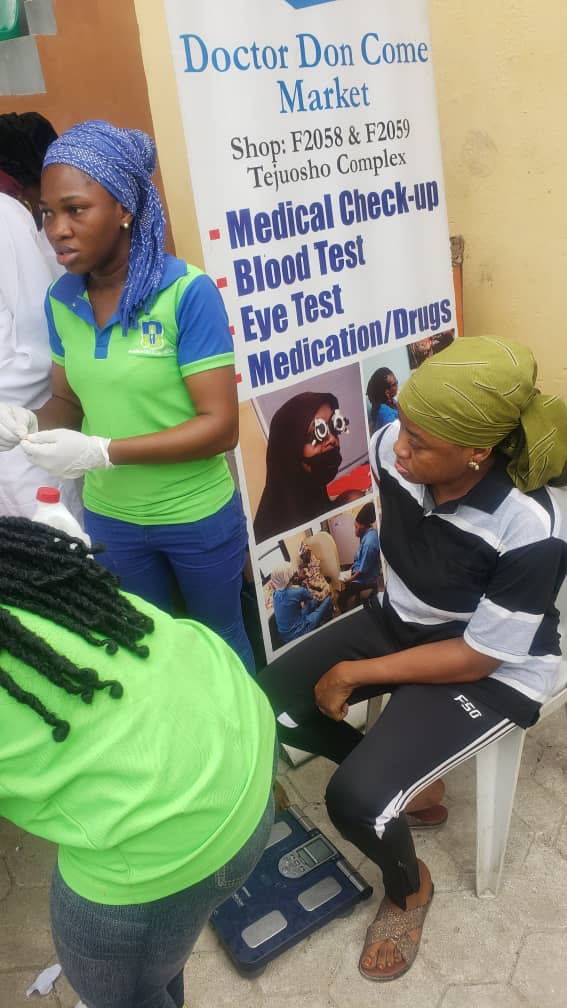 Doctor Don Come
Market
Shop: F2058 & F2059
Tejuosho Complex
- Medical Check-up
- Blood Test
- Eye Test
- Medication/Drugs
FSG